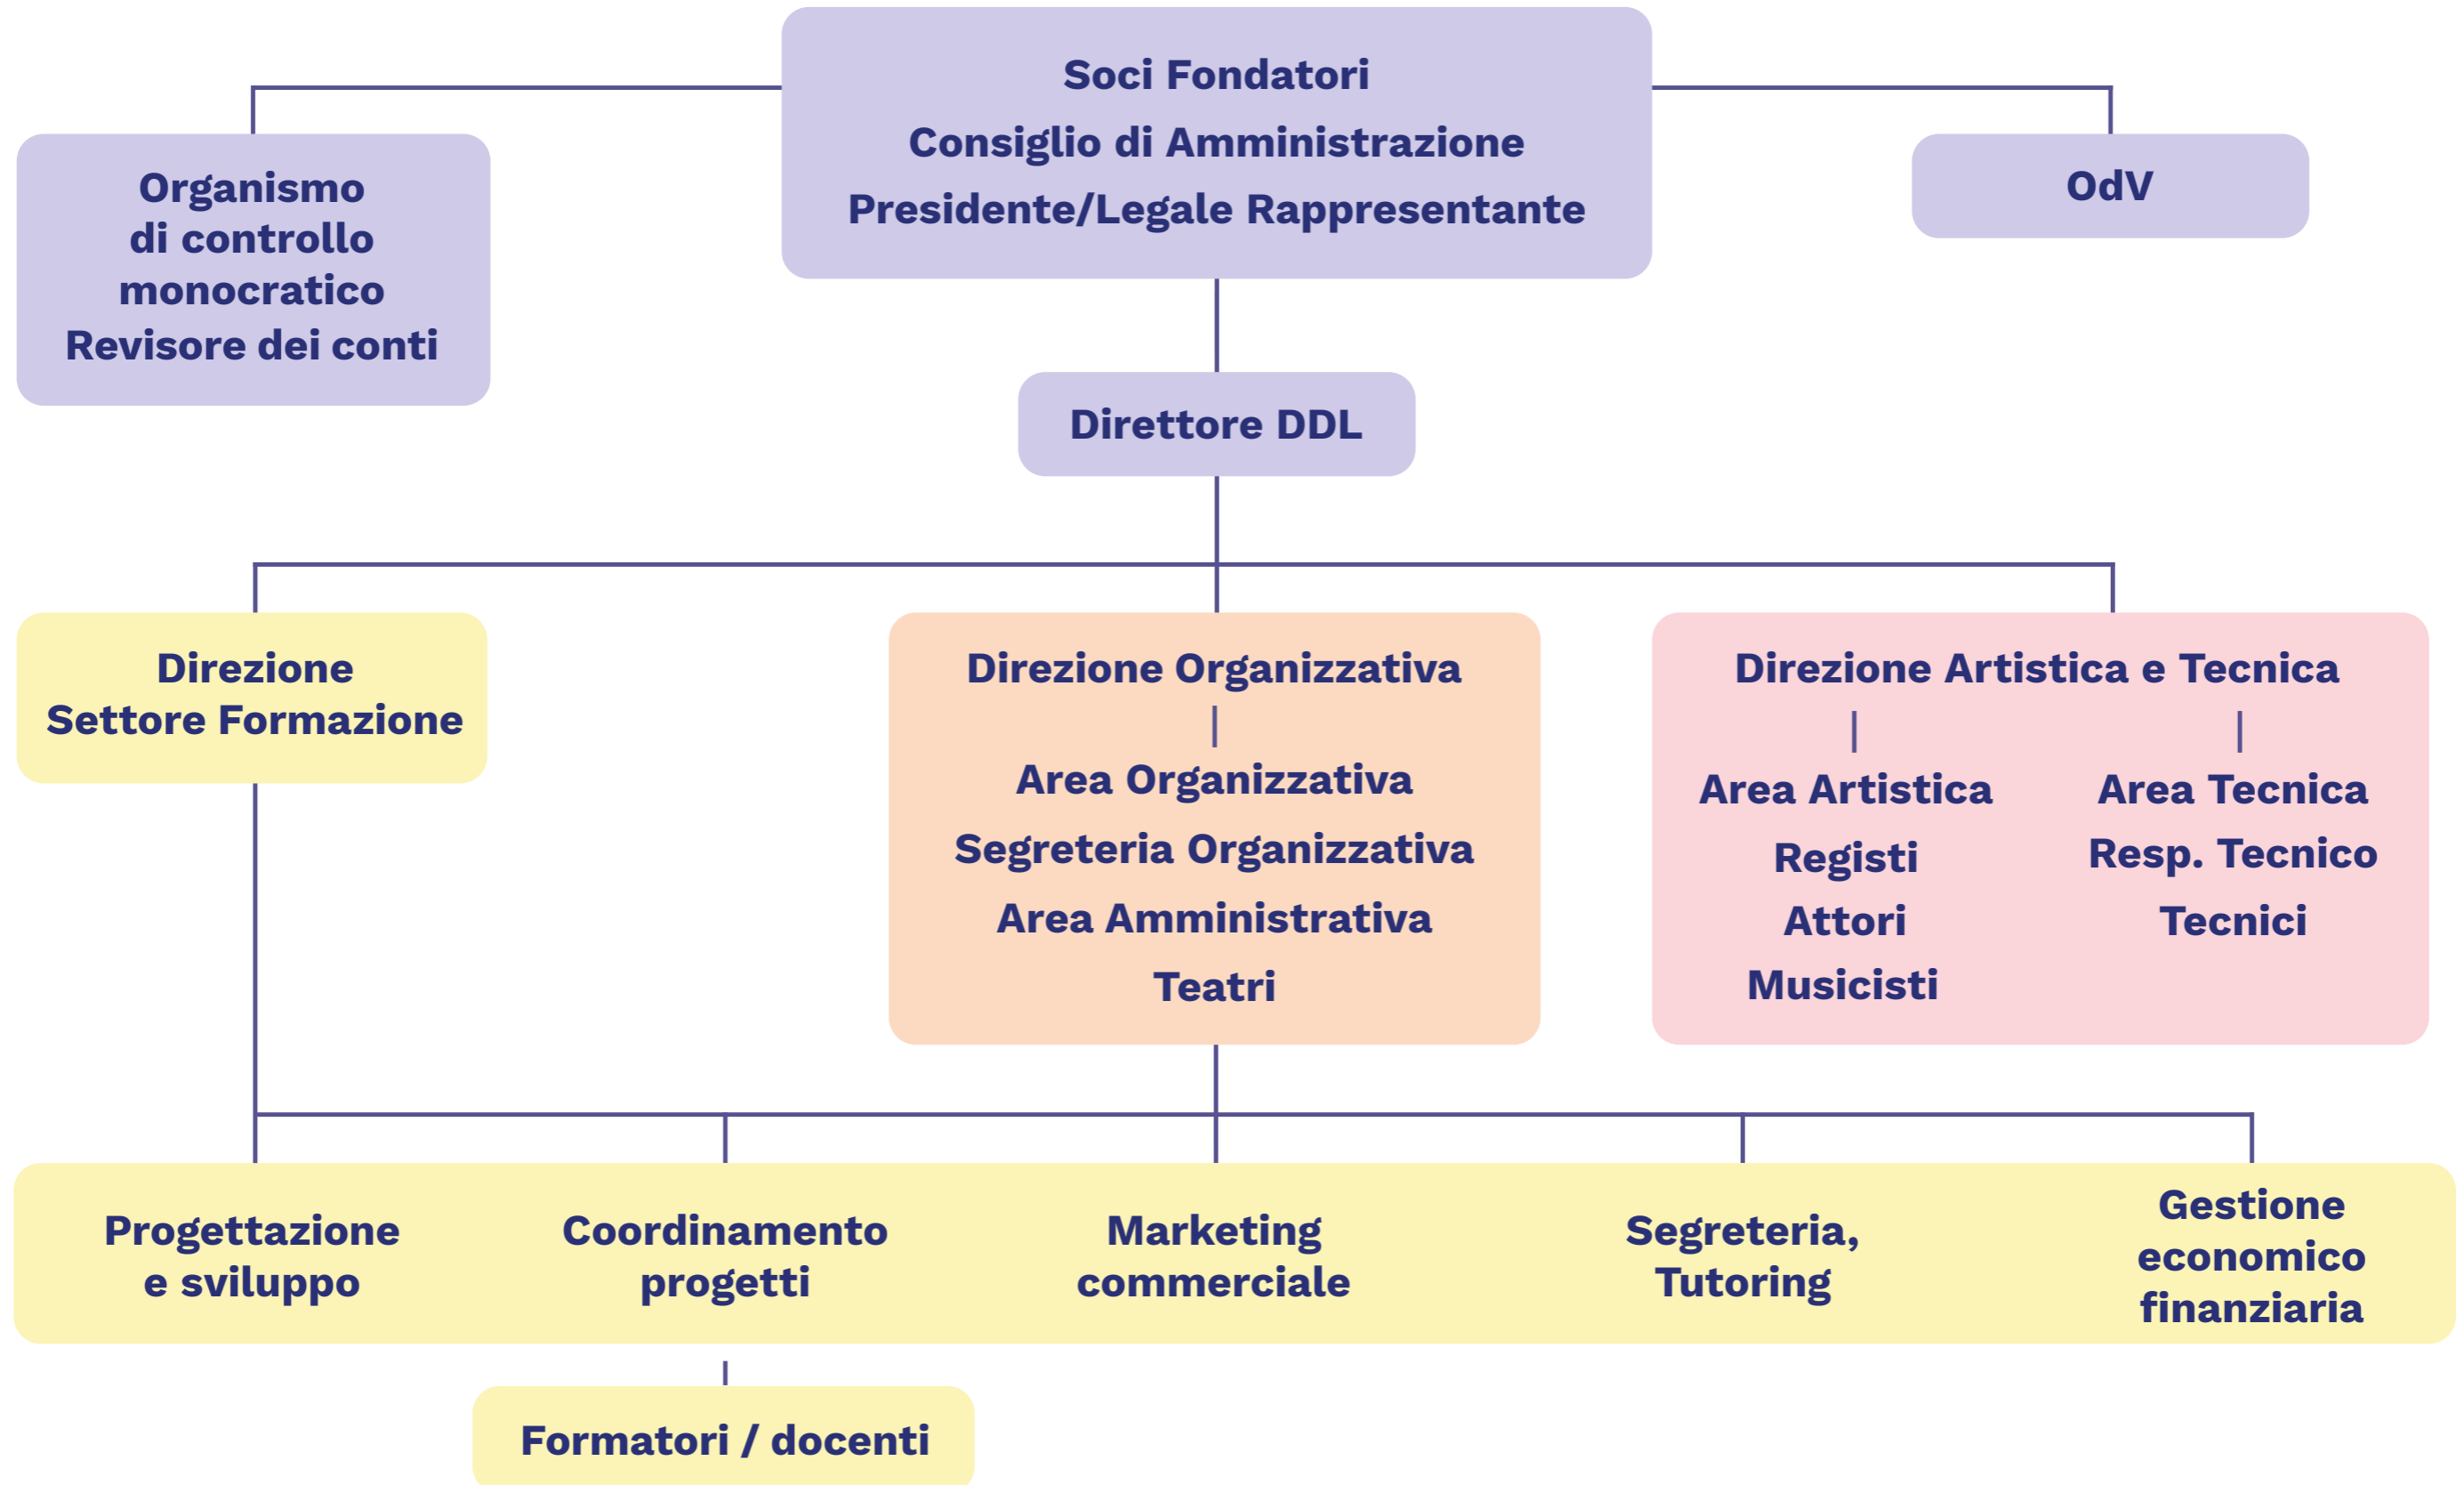 Soci Fondatori
Consiglio di Amministrazione
Presidente/Legale Rappresentante
Organismo
di controllo
monocratico
Revisore dei conti
OdV
Direttore DDL
Direzione
Settore Formazione
Direzione Organizzativa
Area Organizzativa
Segreteria Organizzativa
Area Amministrativa
Teatri
Direzione Artistica e Tecnica
Area Artistica
Registi
Attori
Musicisti
Area Tecnica
Resp. Tecnico
Tecnici
Progettazione
e sviluppo
Coordinamento
progetti
Marketing
commerciale
Segreteria,
Tutoring
Gestione
economico
finanziaria
Formatori / docenti